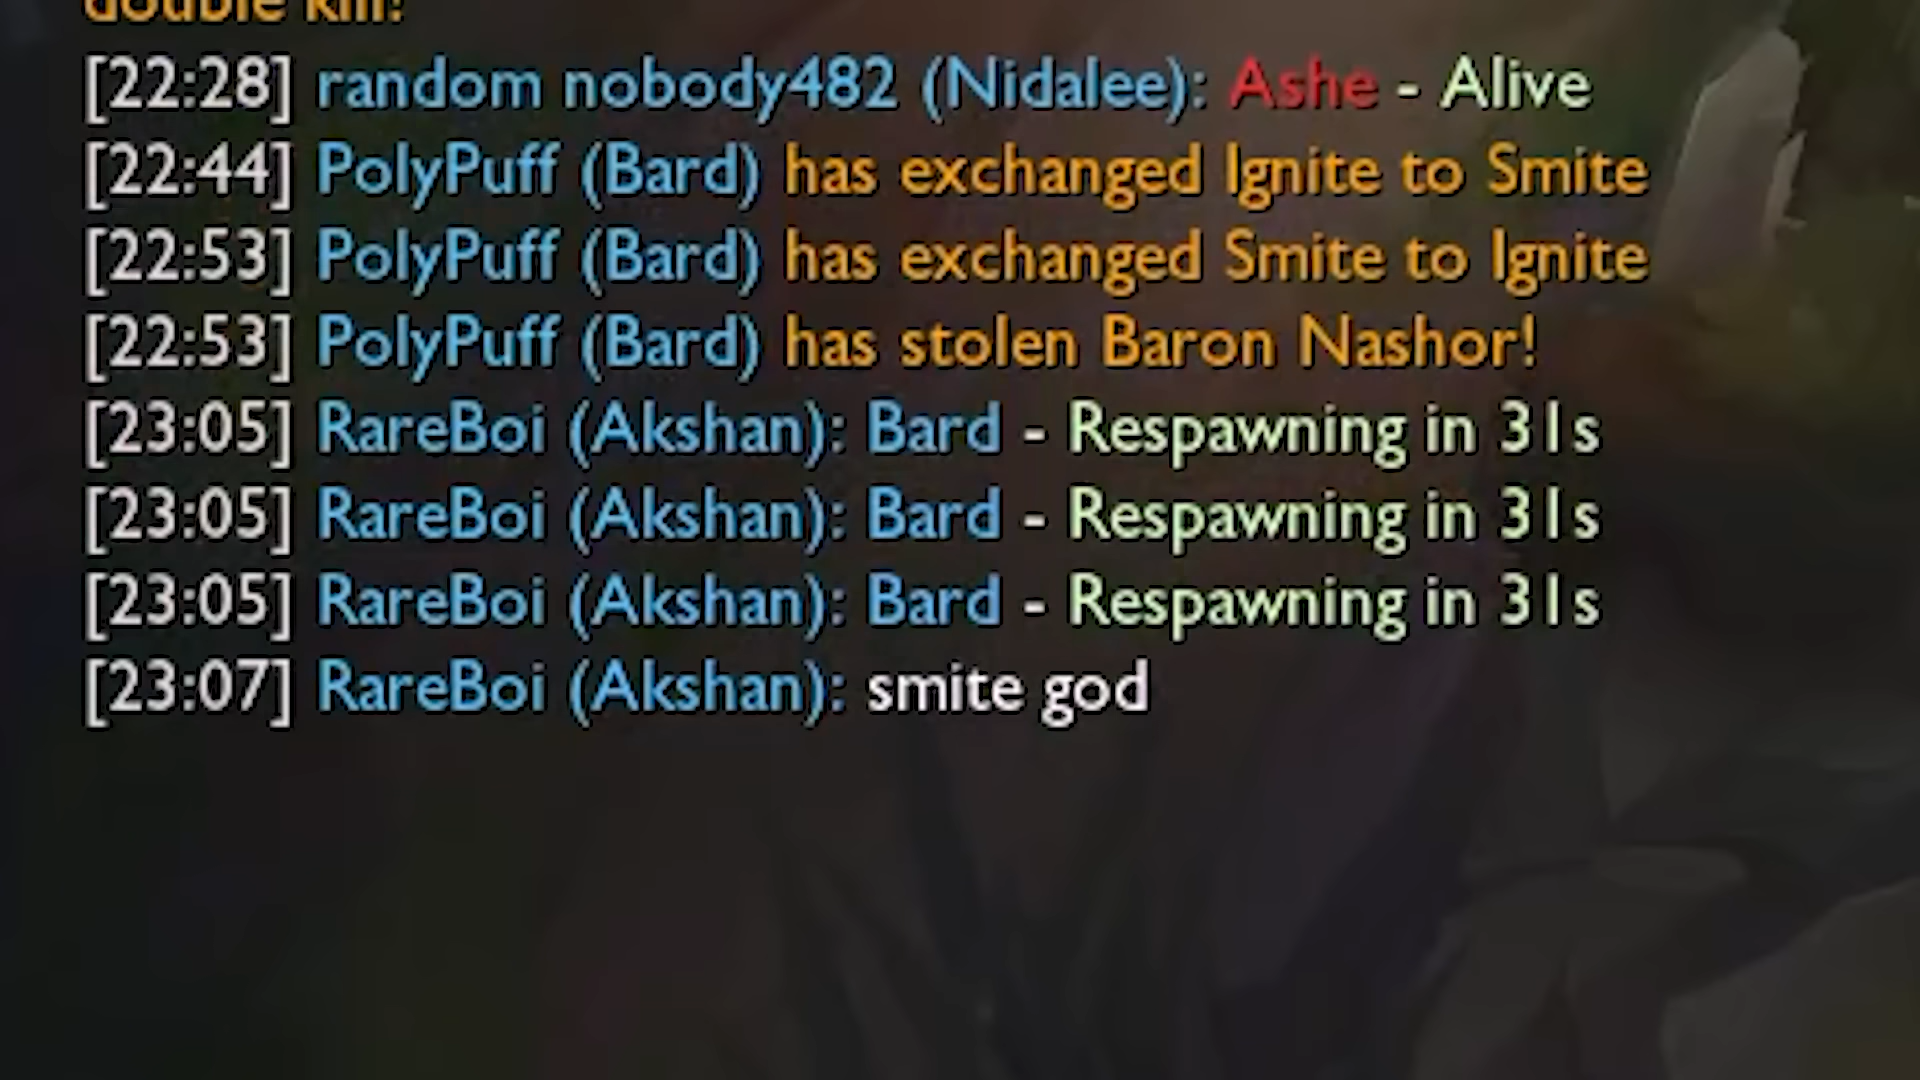 double kill!
[22:28] random nobody482 (Nidalee): Ashe - Alive
[22:44] PolyPuff (Bard) has exchanged Ignite to Smite
[22:53] PolyPuff (Bard) has exchanged Smite to Ignite
[22:53] PolyPuff (Bard) has stolen Baron Nashor!
[23:05] RareBoi (Akshan): Bard - Respawning in 31s
[23:05] RareBoi (Akshan): Bard - Respawning in 31s
[23:05] RareBoi (Akshan): Bard - Respawning in 31s
[23:07] RareBoi (Akshan): smite god